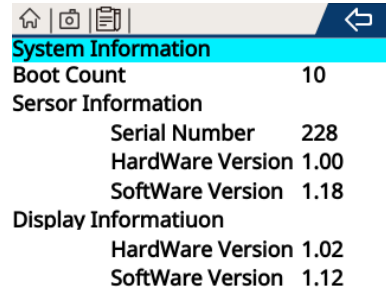 System Information
Boot Count 10
Sersor Information
Serial Number 228
HardWare Version 1.00
SoftWare Version 1.18
Display Informatiuon
HardWare Version 1.02
SoftWare Version 1.12